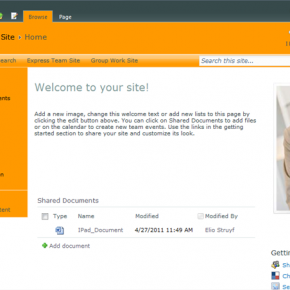 Browse Page
Site › Home
earch Express Team Site Group Work Site Search this site...
Welcome to your site!
ents
Add a new image, change this welcome text or add new lists to this page by
clicking the edit button above. You can click on Shared Documents to add files
or on the calendar to create new team events. Use the links in the getting
started section to share your site and customize its look.
n
Shared Documents
Type Name Modified Modified By
IPad_Document 4/27/2011 11:49 AM Elio Struyf
Add document
tent
Gettin
Sh
Ch
Se